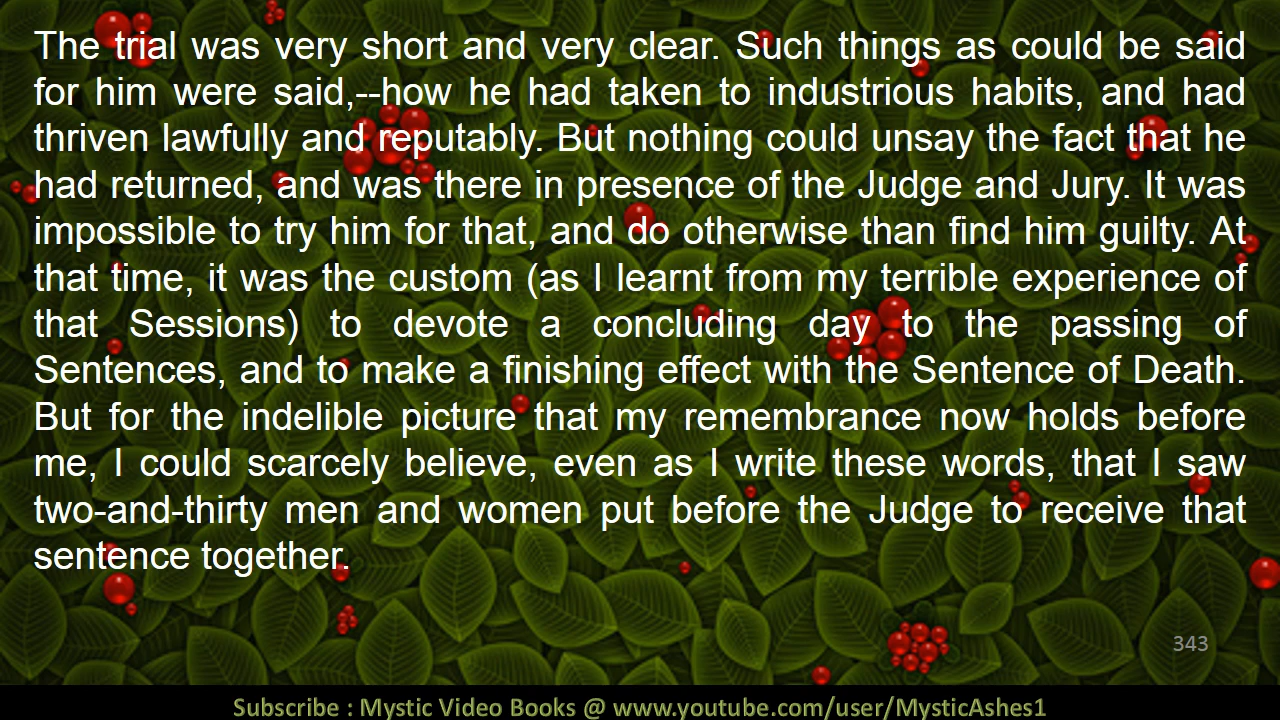 The trial was very short and very clear. Such things as could be said
for him were said,--how he had taken to industrious habits, and had
thriven lawfully and reputably. But nothing could unsay the fact that he
had returned, and was there in presence of the Judge and Jury. It was
impossible to try him for that, and do otherwise than find him guilty. At
that time, it was the custom (as I learnt from my terrible experience of
that Sessions) to devote a concluding day to the passing of
Sentences, and to make a finishing effect with the Sentence of Death.
But for the indelible picture that my remembrance now holds before
me, I could scarcely believe, even as I write these words, that I saw
two-and-thirty men and women put before the Judge to receive that
sentence together.
343
Subscribe : Mystic Video Books @ www.youtube.com/user/MysticAshes1